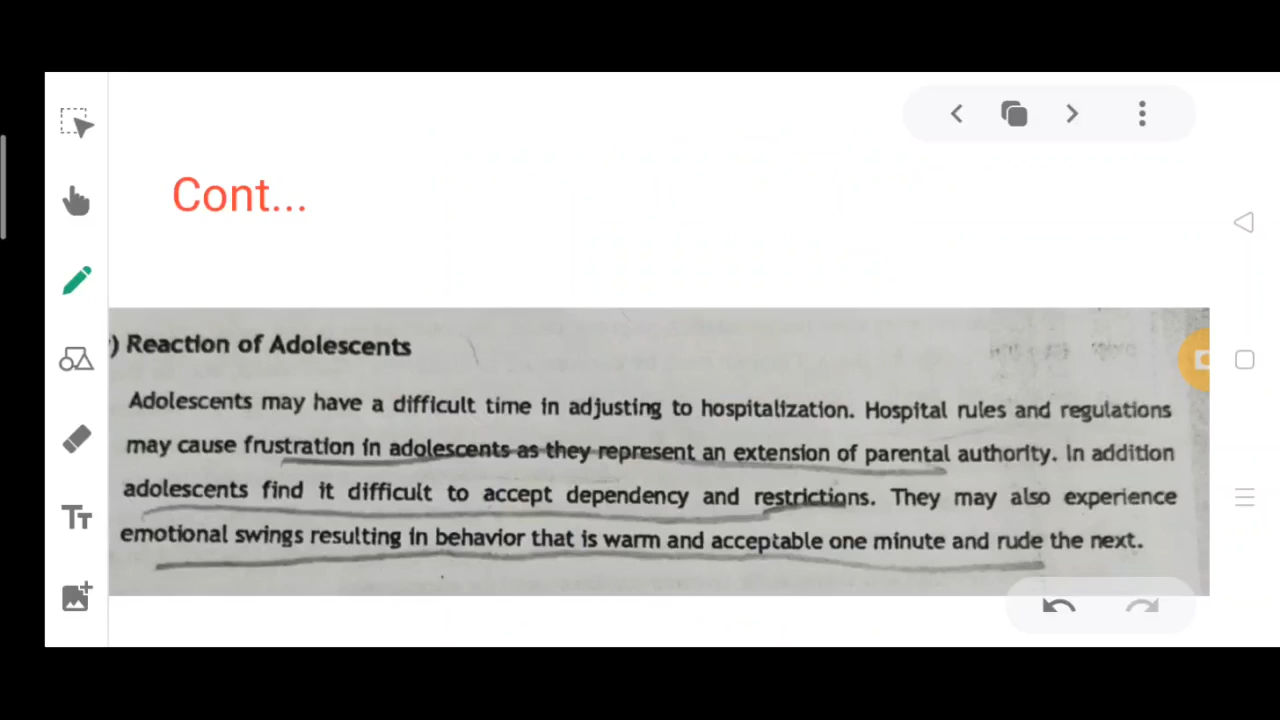 Cont...
) Reaction of Adolescents
Adolescents may have a difficult time in adjusting to hospitalization. Hospital rules and regulations
may cause frustration in adolescents as they represent an extension of parental authority. In addition
adolescents find it difficult to accept dependency and restrictions. They may also experience
emotional swings resulting in behavior that is warm and acceptable one minute and rude the next.